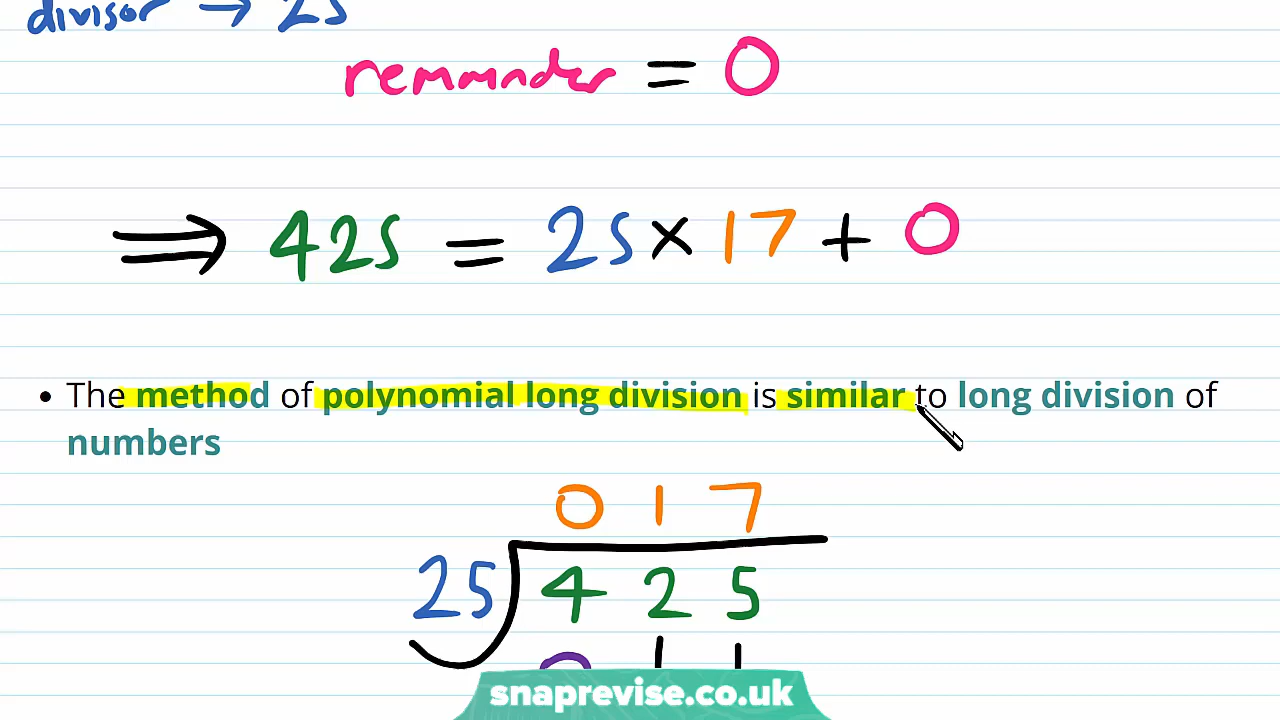 divisor → 25
remainder = 0
⇒ 425 = 25 × 17 + 0
• The method of polynomial long division is similar to long division of
numbers
0 1 7
25 4 2 5
0
snaprevise.co.uk